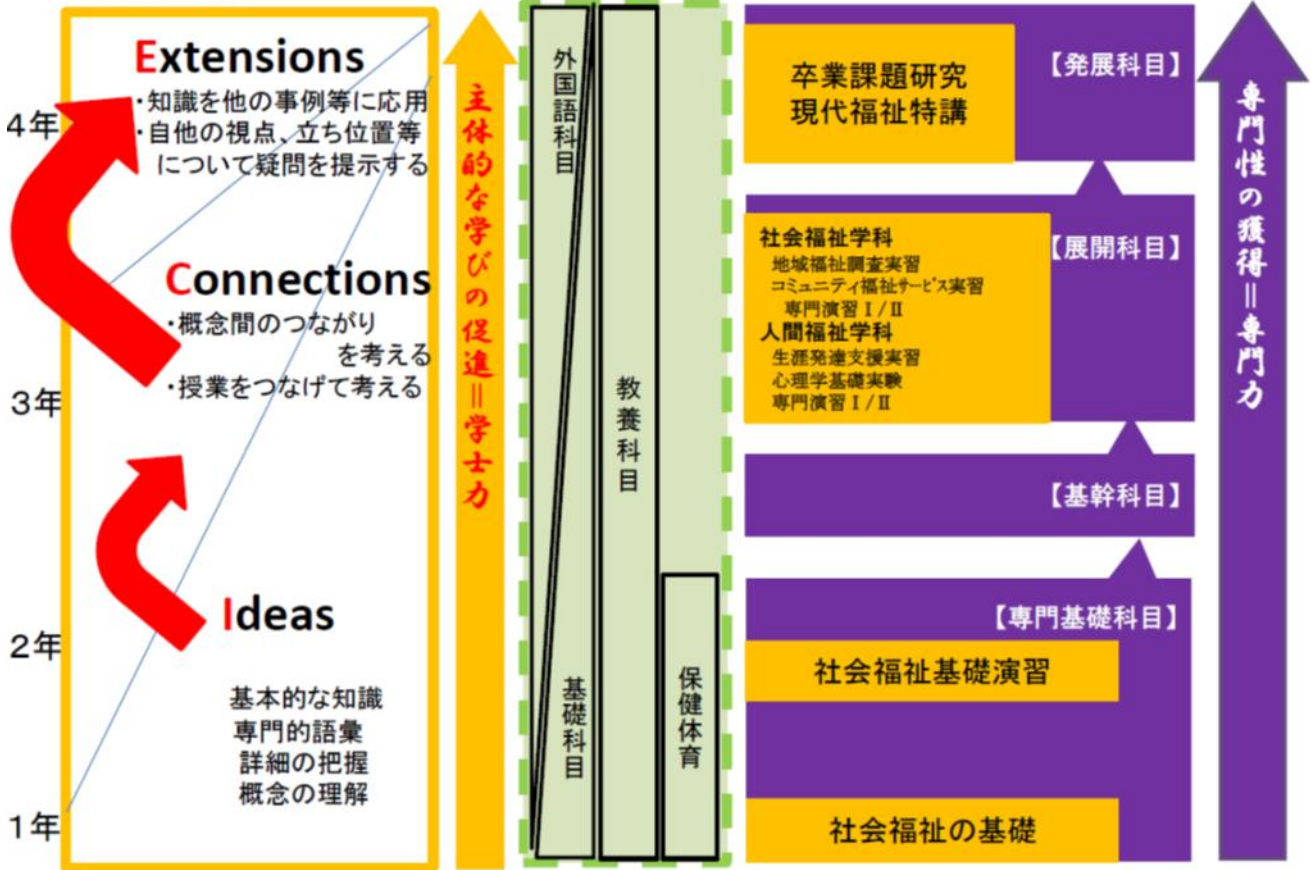 Extensions
・知識を他の事例等に応用
・自他の視点、立ち位置等
について疑問を提示する
4年
Connections
・概念間のつながり
を考える
・授業をつなげて考える
3年
Ideas
2年
基本的な知識
専門的語彙
詳細の把握
概念の理解
1年
主体的な学びの促進＝学士力
外国語科目
基礎科目
教養科目
保健体育
【発展科目】
卒業課題研究
現代福祉特講
【展開科目】
社会福祉学科
地域福祉調査実習
コミュニティ福祉サービス実習
専門演習Ⅰ/Ⅱ
人間福祉学科
生涯発達支援実習
心理学基礎実験
専門演習Ⅰ/Ⅱ
【基幹科目】
【専門基礎科目】
社会福祉基礎演習
社会福祉の基礎
専門性の獲得＝専門力